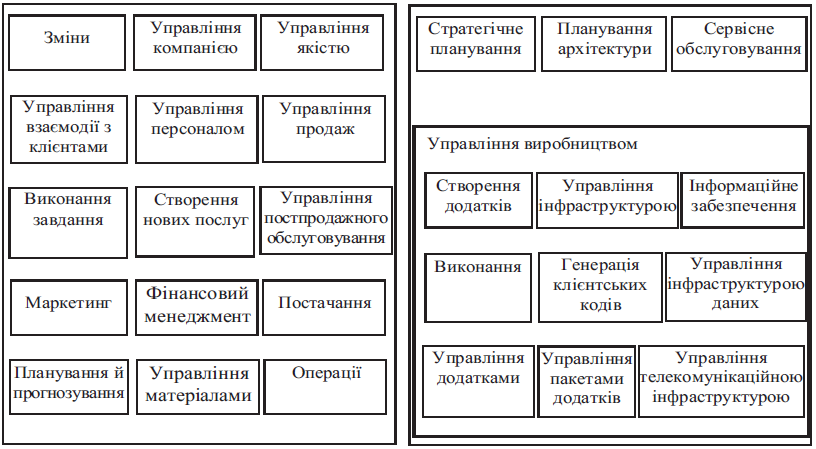 Зміни
Управління
компанією
Управління
якістю
Управління
взаємодії з
клієнтами
Управління
персоналом
Управління
продаж
Виконання
завдання
Створення
нових послуг
Управління
постпродажного
обслуговування
Маркетинг
Фінансовий
менеджмент
Постачання
Планування й
прогнозування
Управління
матеріалами
Операції
Стратегічне
планування
Планування
архітектури
Сервісне
обслуговування
Управління виробництвом
Створення
додатків
Управління
інфраструктурою
Інформаційне
забезпечення
Виконання
Генерація
клієнтських
кодів
Управління
інфраструктурою
даних
Управління
додатками
Управління
пакетами
додатків
Управління
телекомунікаційною
інфраструктурою